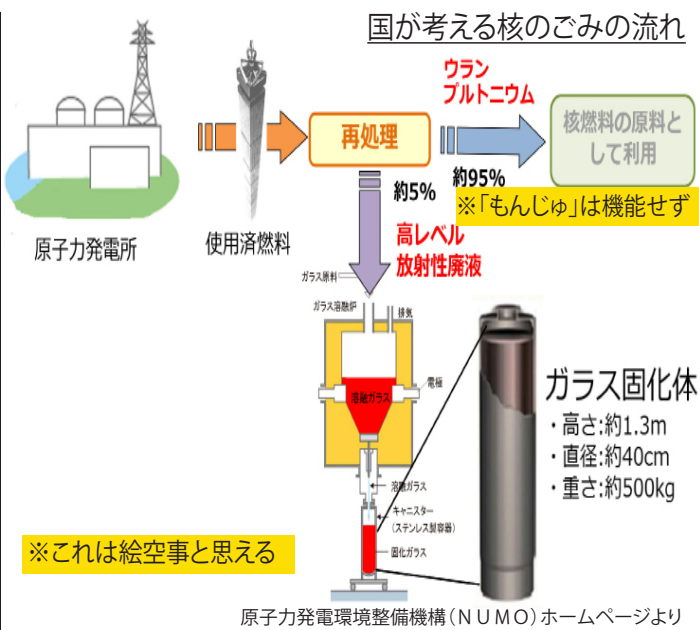 国が考える核のごみの流れ
ウラン
プルトニウム
再処理
核燃料の原料と
して利用
約5%
約95%
※「もんじゅ」は機能せず
原子力発電所
使用済燃料
高レベル
放射性廃液
ガラス原料
ガラス溶融炉
排気
電極
溶融ガラス
ガラス固化体
・高さ:約1.3m
・直径:約40cm
・重さ:約500kg
溶融ガラス
キャニスター
(ステンレス製容器)
固化ガラス
※これは絵空事と思える
原子力発電環境整備機構(NUMO)ホームページより